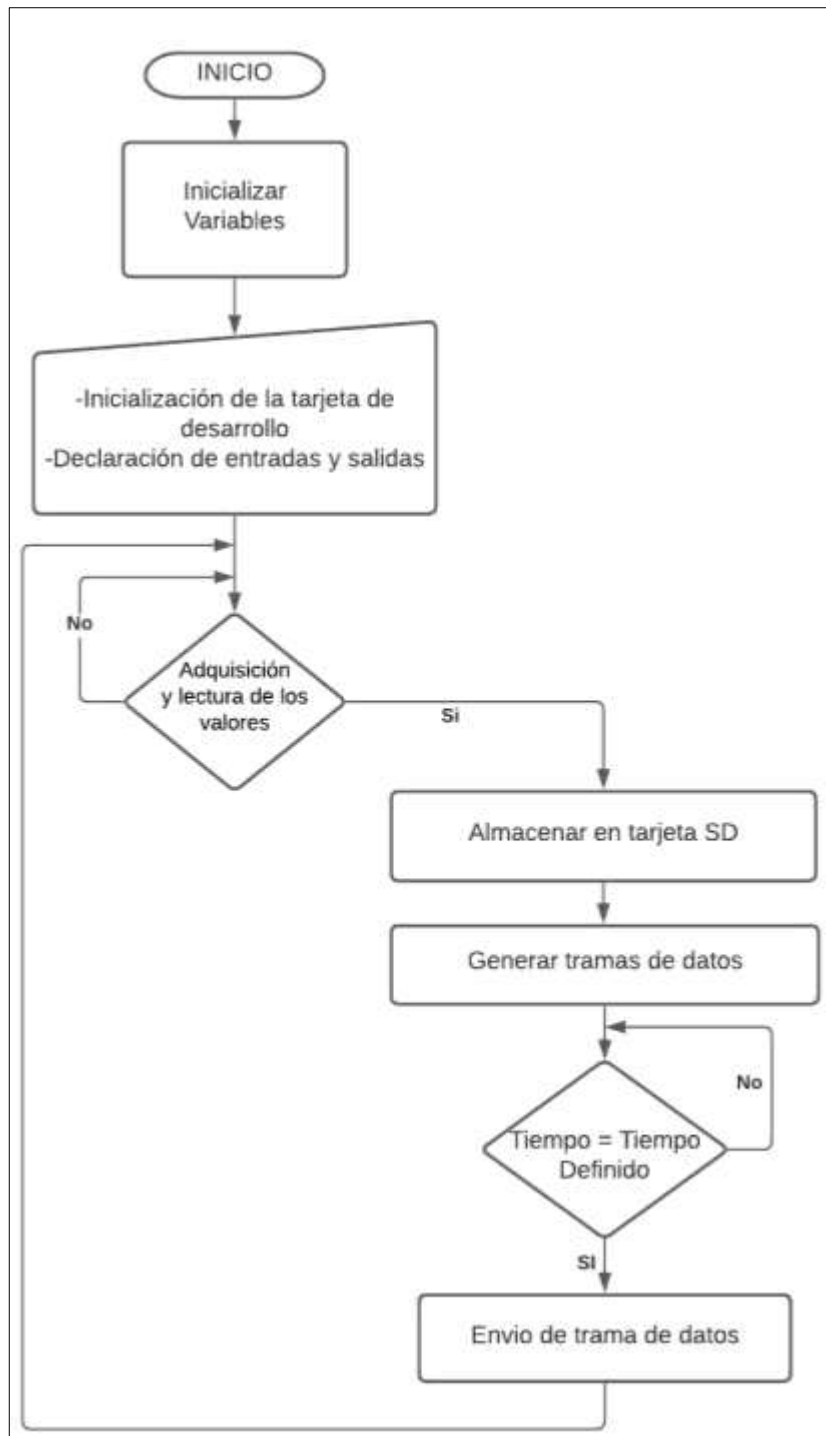 INICIO
Inicializar
Variables
-Inicialización de la tarjeta de
desarrollo
-Declaración de entradas y salidas
No
Adquisición
y lectura de los
valores
Si
Almacenar en tarjeta SD
Generar tramas de datos
No
Tiempo = Tiempo
Definido
SI
Envio de trama de datos